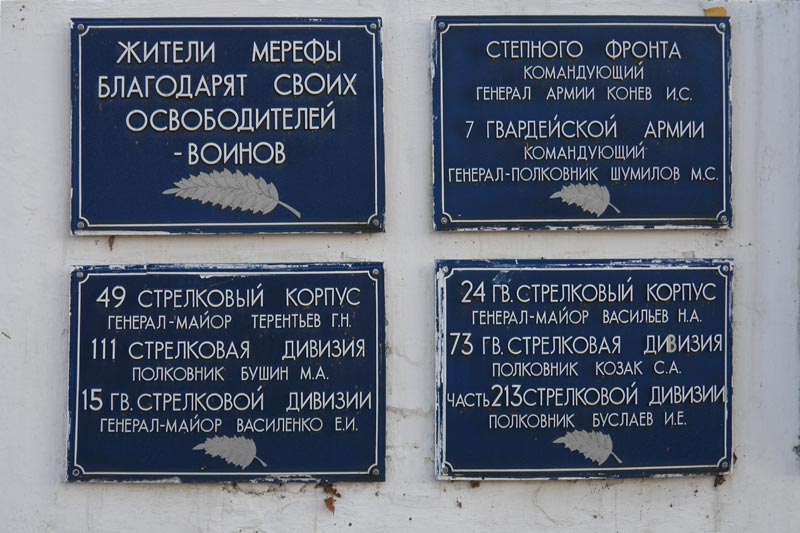 ЖИТЕЛИ МЕРЕФЫ
БЛАГОДАРЯТ СВОИХ
ОСВОБОДИТЕЛЕЙ
-ВОИНОВ
СТЕПНОГО ФРОНТА
КОМАНДУЮЩИЙ
ГЕНЕРАЛ АРМИИ КОНЕВ И.С.
7 ГВАРДЕЙСКОЙ АРМИИ
КОМАНДУЮЩИЙ
ГЕНЕРАЛ-ПОЛКОВНИК ШУМИЛОВ М.С.
49 СТРЕЛКОВЫЙ КОРПУС
ГЕНЕРАЛ-МАЙОР ТЕРЕНТЬЕВ Г.Н.
111 СТРЕЛКОВАЯ ДИВИЗИЯ
ПОЛКОВНИК БУШИН М.А.
15 ГВ. СТРЕЛКОВОЙ ДИВИЗИИ
ГЕНЕРАЛ-МАЙОР ВАСИЛЕНКО Е.И.
24 ГВ. СТРЕЛКОВЫЙ КОРПУС
ГЕНЕРАЛ-МАЙОР ВАСИЛЬЕВ Н.А.
73 ГВ. СТРЕЛКОВАЯ ДИВИЗИЯ
ПОЛКОВНИК КОЗАК С.А.
ЧАСТЬ 213 СТРЕЛКОВОЙ ДИВИЗИИ
ПОЛКОВНИК БУСЛАЕВ И.Е.